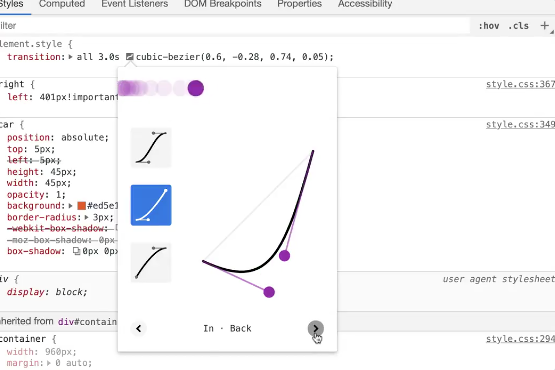 Styles Computed Event Listeners DOM Breakpoints Properties Accessibility
ilter :hov .cls +
lement.style {
transition: all 3.0s cubic-bezier(0.6, -0.28, 0.74, 0.05);
right { style.css:367
left: 401px!important
car style.css:349
position: absolute;
top: 5px;
left: 5px;
height: 45px;
width: 45px;
opacity: 1;
background: #ed5e1
border-radius: 3px;
-webkit-box-shadow:
-moz-box-shadow: 0px
box-shadow: 0px 0p
iv { user agent stylesheet
display: block;
In · Back
nherited from div#contain
container { style.css:294
width: 960px;
margin: 0 auto;